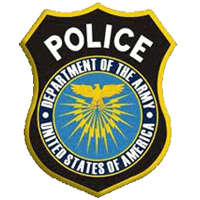 POLICE
• DEPARTMENT OF THE ARMY •
UNITED STATES OF AMERICA